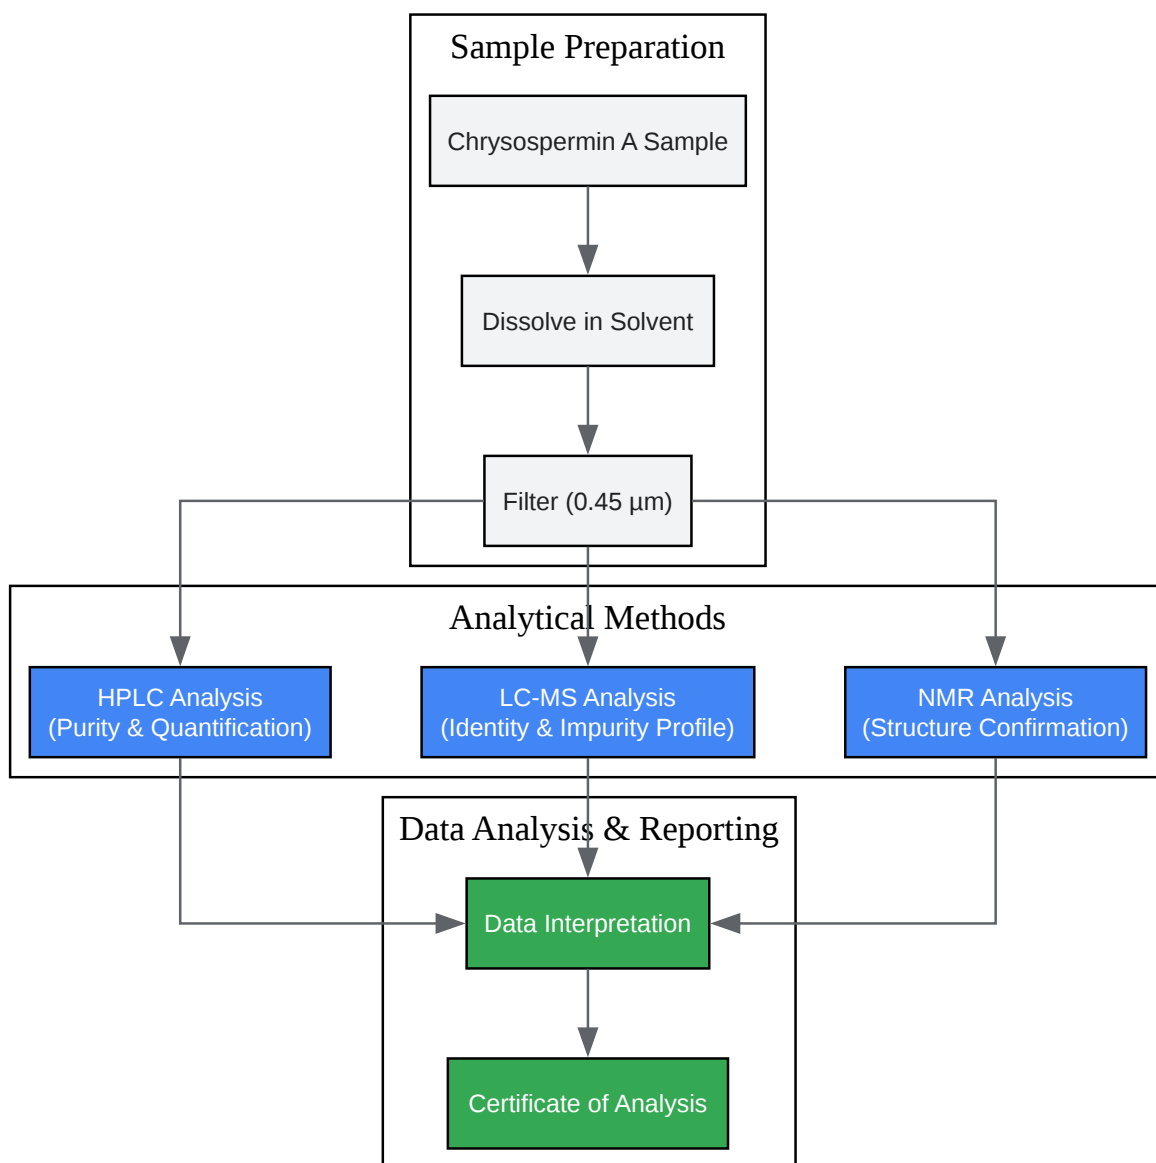 Sample Preparation
Chrysospermin A Sample
Dissolve in Solvent
Filter (0.45 µm)
Analytical Methods
HPLC Analysis
(Purity & Quantification)
LC-MS Analysis
(Identity & Impurity Profile)
NMR Analysis
(Structure Confirmation)
Data Analysis & Reporting
Data Interpretation
Certificate of Analysis